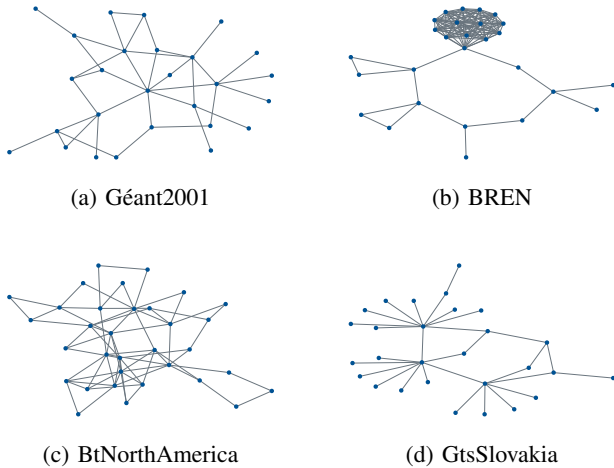 (a) Géant2001
(b) BREN
(c) BtNorthAmerica
(d) GtsSlovakia